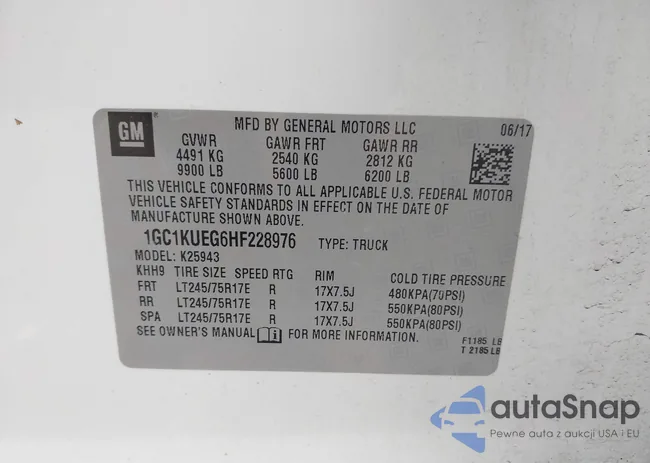 GM
MFD BY GENERAL MOTORS LLC 06/17
GVWR GAWR FRT GAWR RR
4491 KG 2540 KG 2812 KG
9900 LB 5600 LB 6200 LB
THIS VEHICLE CONFORMS TO ALL APPLICABLE U.S. FEDERAL MOTOR
VEHICLE SAFETY STANDARDS IN EFFECT ON THE DATE OF
MANUFACTURE SHOWN ABOVE.
1GC1KUEG6HF228976 TYPE: TRUCK
MODEL: K25943
KHH9 TIRE SIZE SPEED RTG RIM COLD TIRE PRESSURE
FRT LT245/75R17E R 17X7.5J 480KPA(70PSI)
RR LT245/75R17E R 17X7.5J 550KPA(80PSI)
SPA LT245/75R17E R 17X7.5J 550KPA(80PSI)
SEE OWNER'S MANUAL FOR MORE INFORMATION.
F1185 LB
T 2185 LB
autaSnap
Pewne auta z aukcji USA i EU